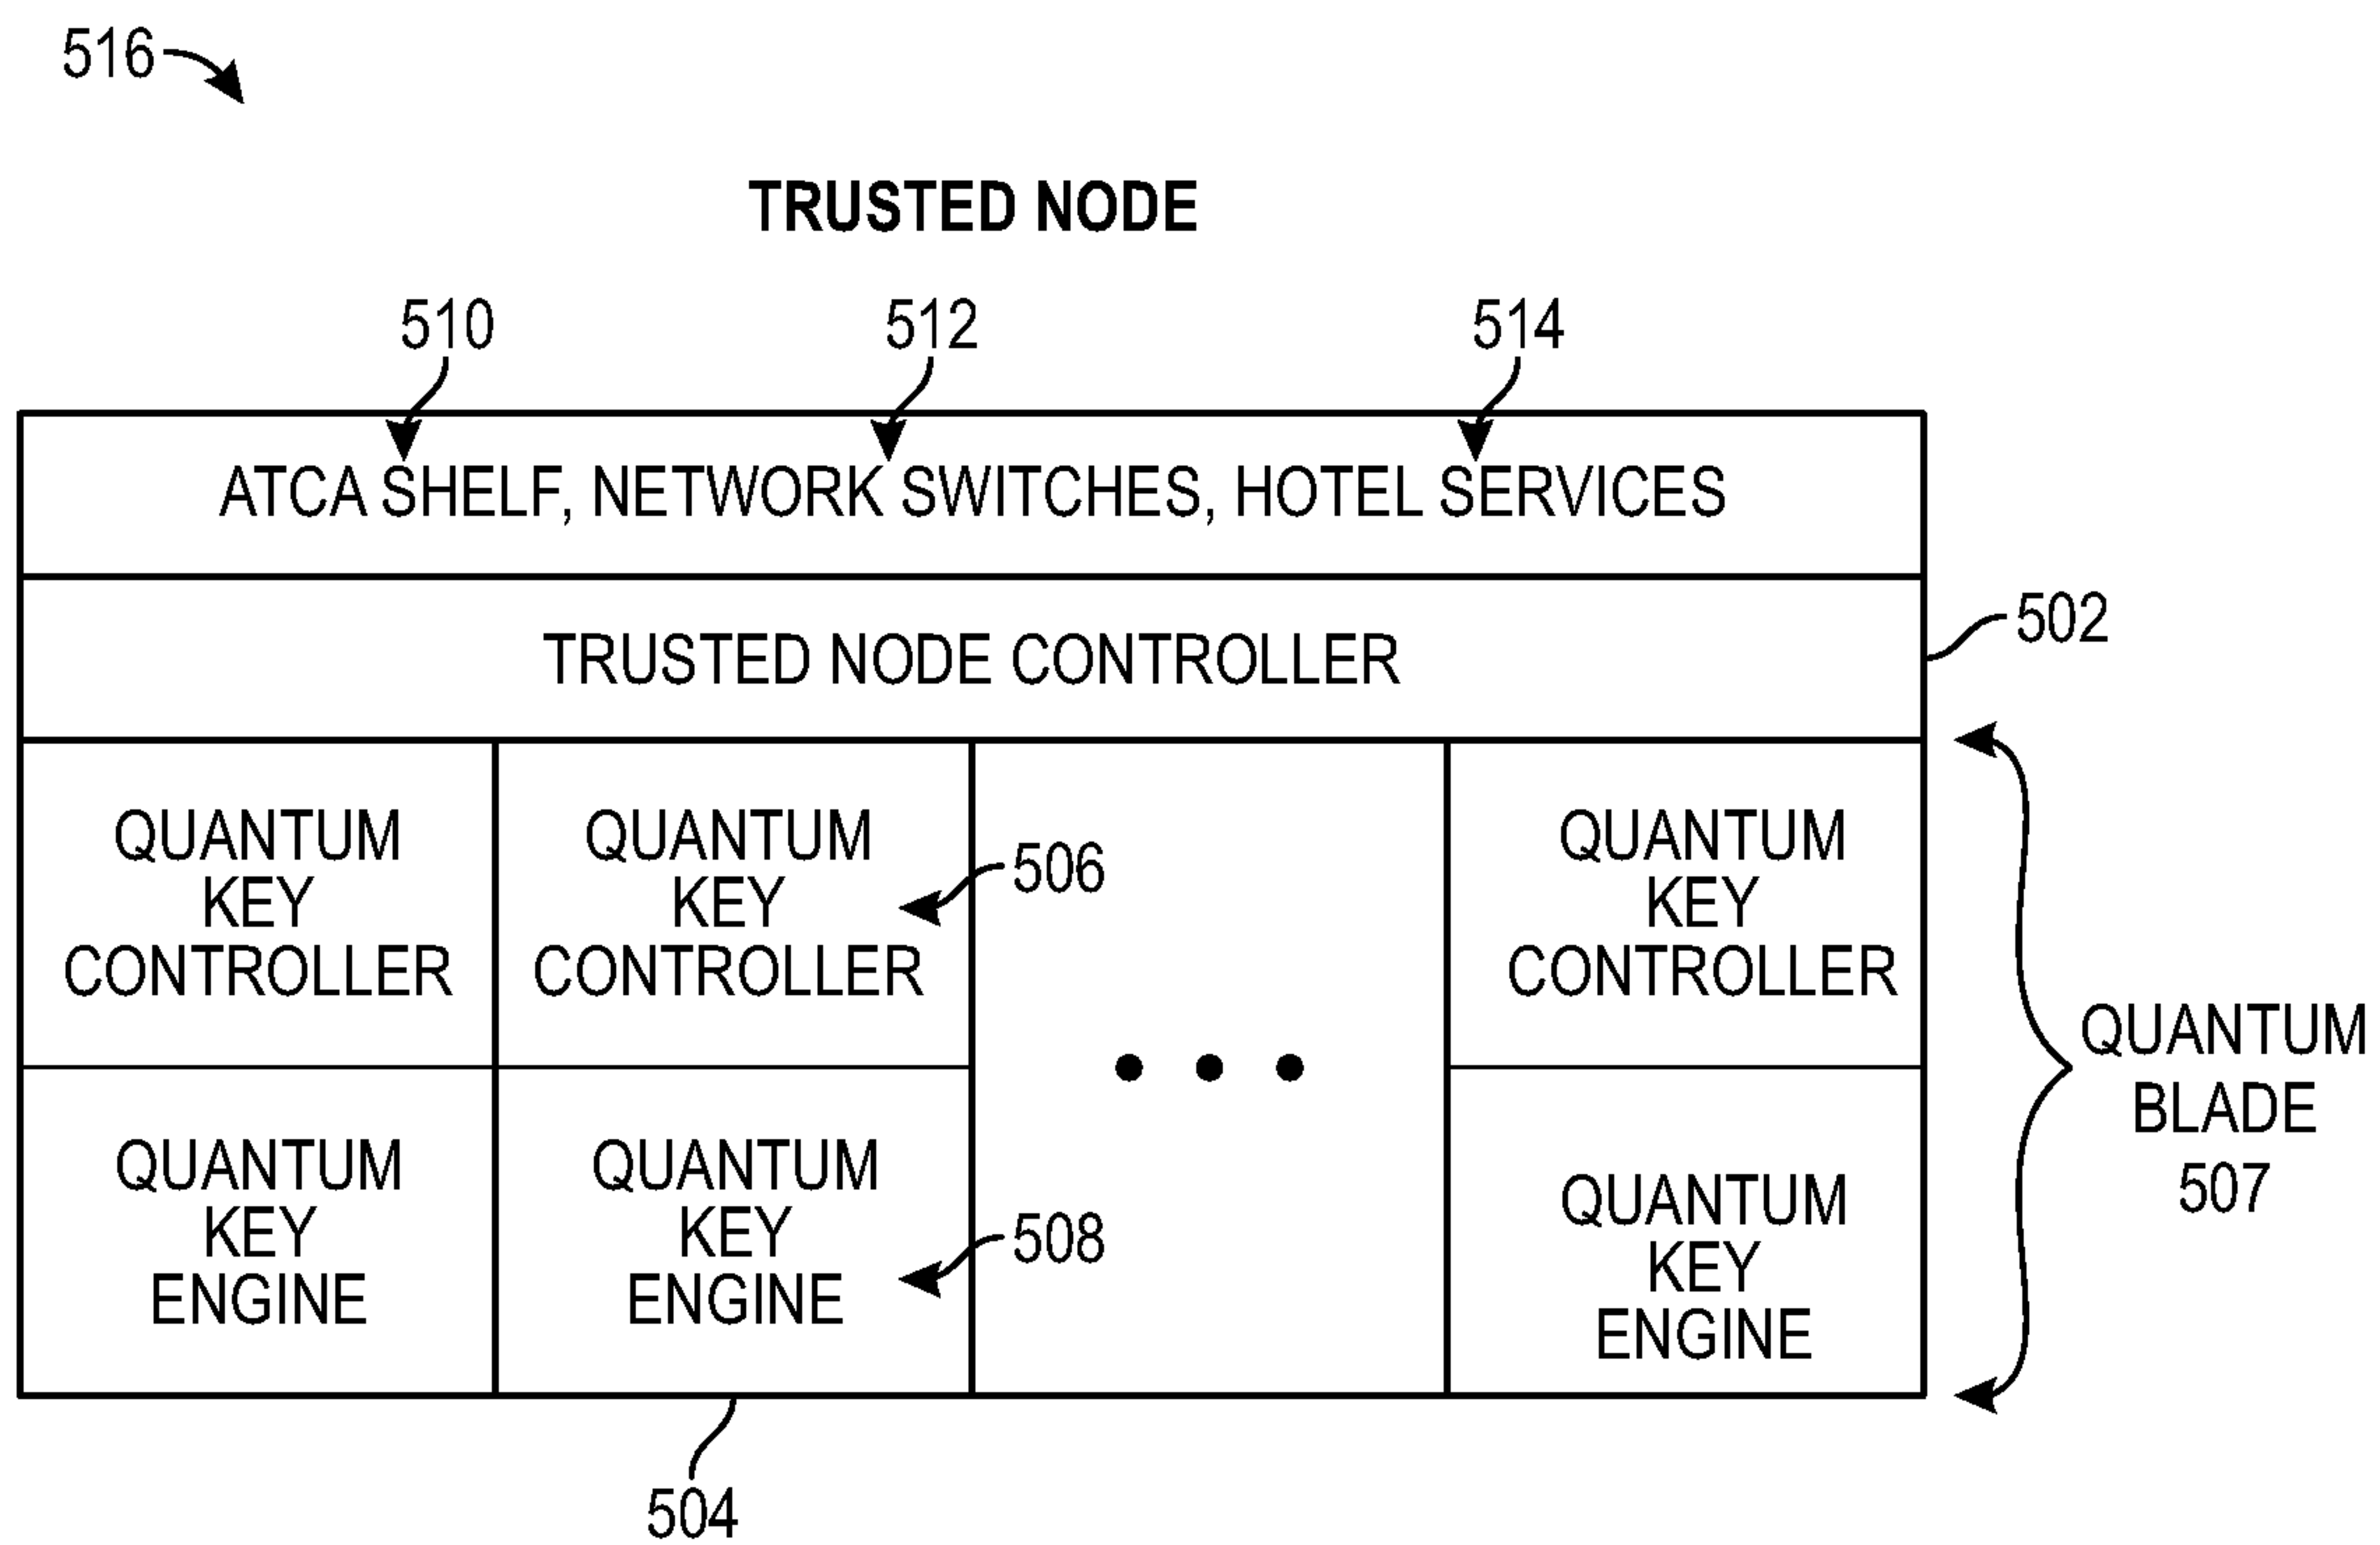 516
TRUSTED NODE
510 512 514
ATCA SHELF, NETWORK SWITCHES, HOTEL SERVICES
TRUSTED NODE CONTROLLER
502
QUANTUM
KEY
CONTROLLER
QUANTUM
KEY
CONTROLLER
506
QUANTUM
KEY
CONTROLLER
QUANTUM
KEY
ENGINE
QUANTUM
KEY
ENGINE
508
QUANTUM
KEY
ENGINE
QUANTUM
BLADE
507
504